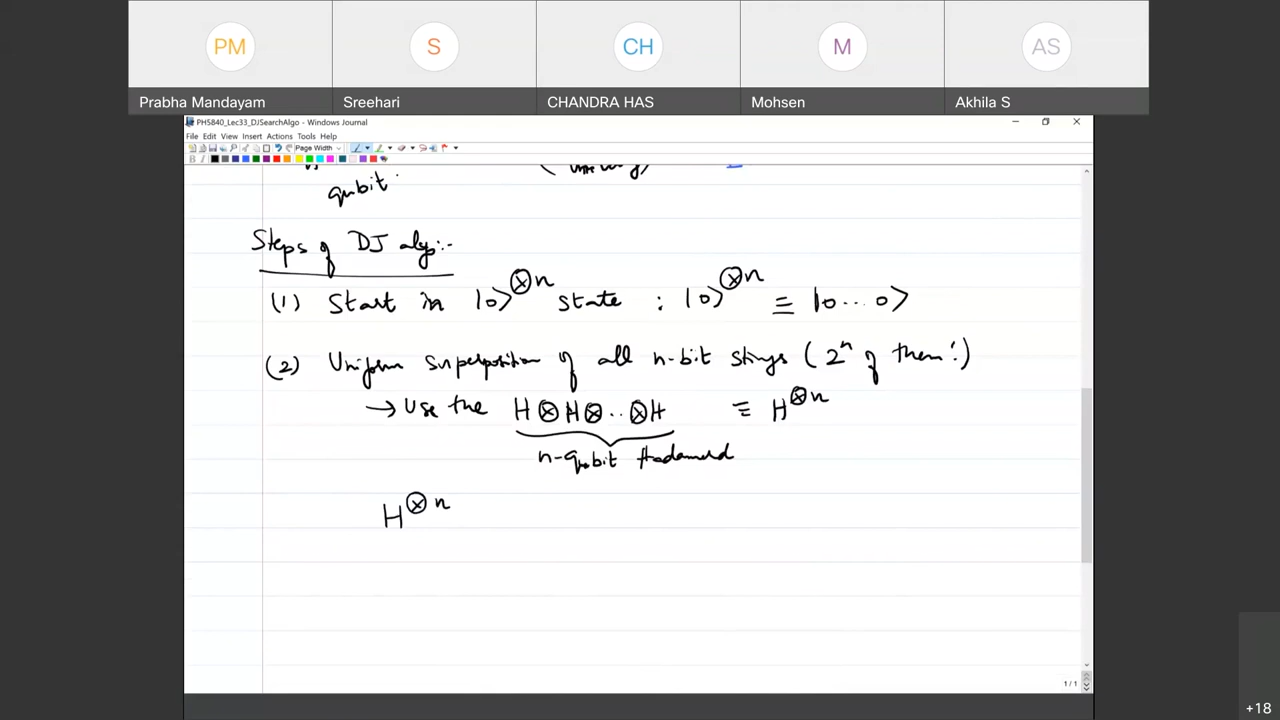 PM S CH M AS
Prabha Mandayam Sreehari CHANDRA HAS Mohsen Akhila S
PH5840_Lec33_DJSearchAlgo - Windows Journal
File Edit View Insert Actions Tools Help
Page Width
B I
qubit.
Steps of DJ algo:-
(1) Start in |0⟩^⊗n state : |0⟩^⊗n ≡ |0...0⟩
(2) Uniform superposition of all n-bit strings (2^n of them!)
→ Use the H⊗H⊗..⊗H ≡ H^⊗n
n-qubit Hadamard
H^⊗n
1 / 1
+18